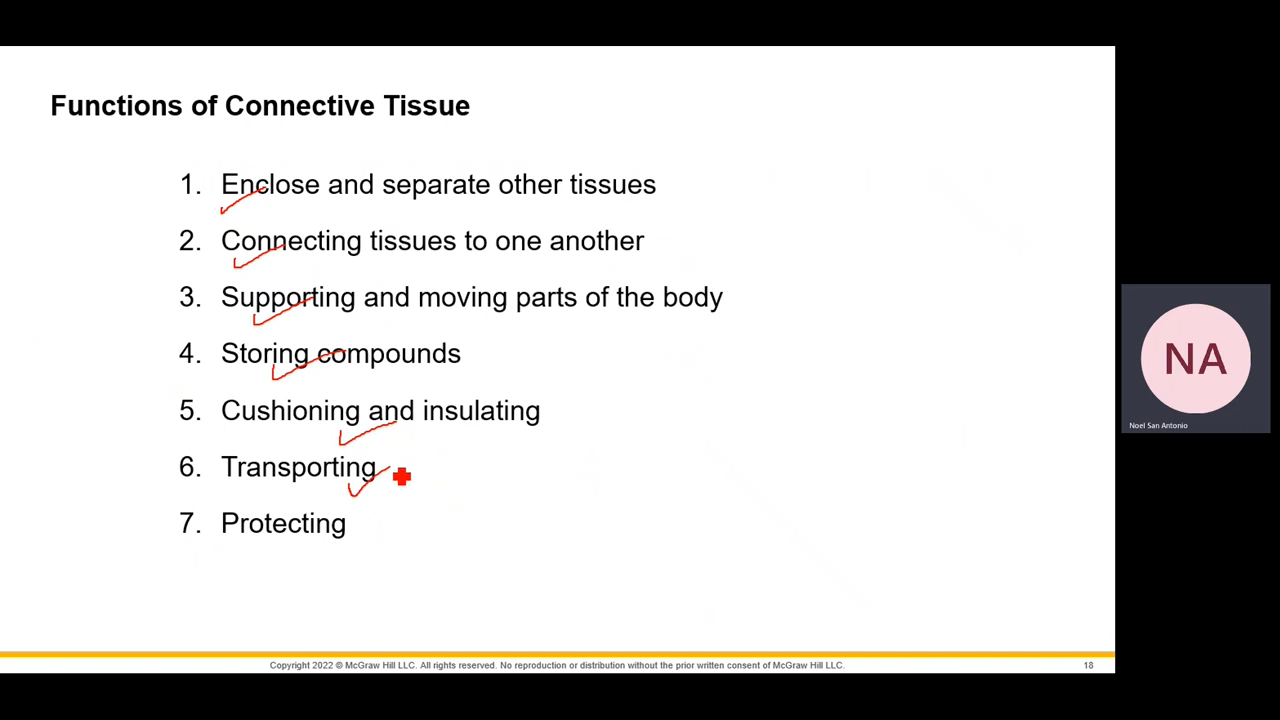 Functions of Connective Tissue
1. Enclose and separate other tissues
2. Connecting tissues to one another
3. Supporting and moving parts of the body
4. Storing compounds
5. Cushioning and insulating
6. Transporting
7. Protecting
NA
Noel San Antonio
Copyright 2022 © McGraw Hill LLC. All rights reserved. No reproduction or distribution without the prior written consent of McGraw Hill LLC.
18